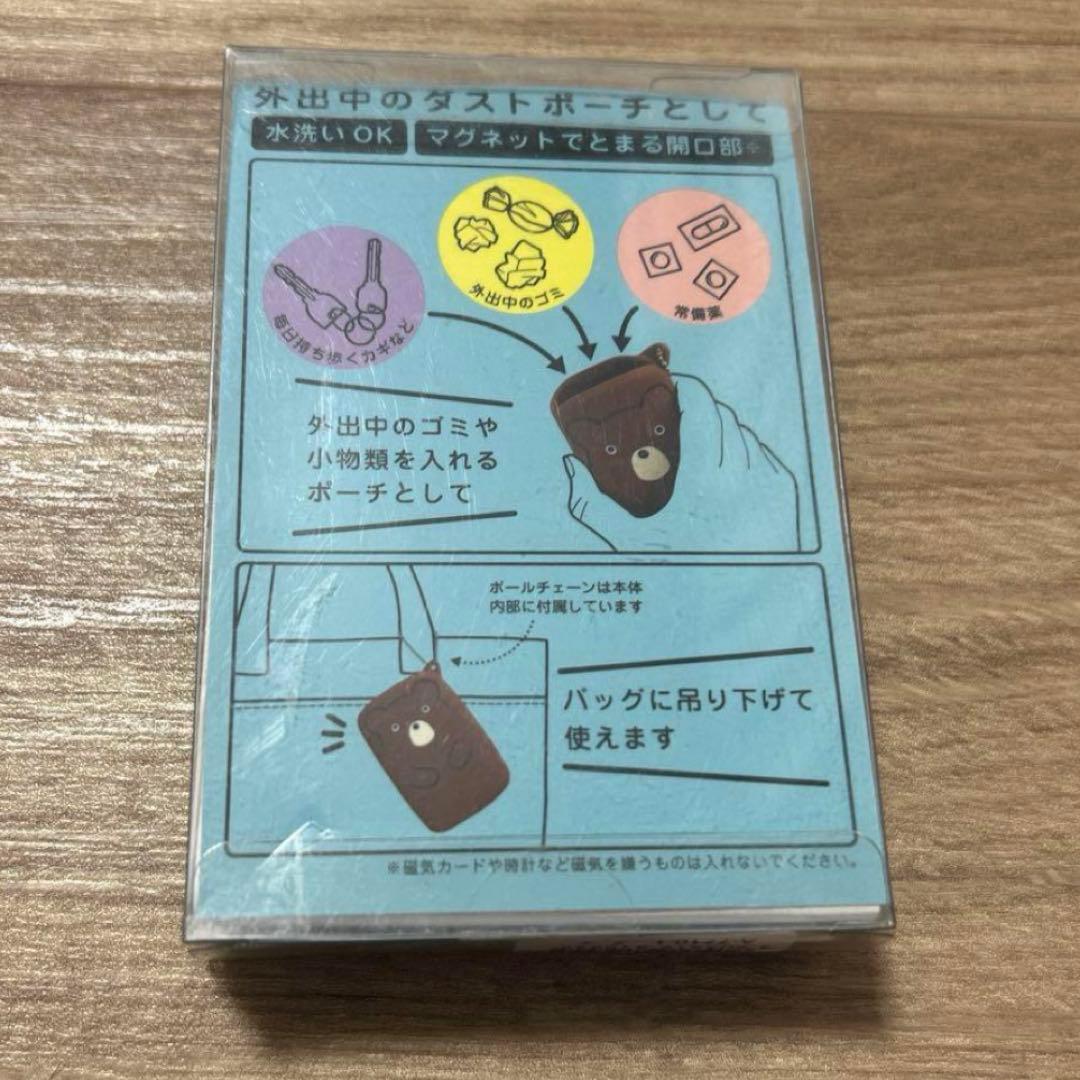 外出中のダストポーチとして
水洗いOK
マグネットでとまる開口部※
毎日持ち歩くカギなど
外出中のゴミ
常備薬
外出中のゴミや
小物類を入れる
ポーチとして
ボールチェーンは本体
内部に付属しています
バッグに吊り下げて
使えます
※磁気カードや時計など磁気を嫌うものは入れないでください。